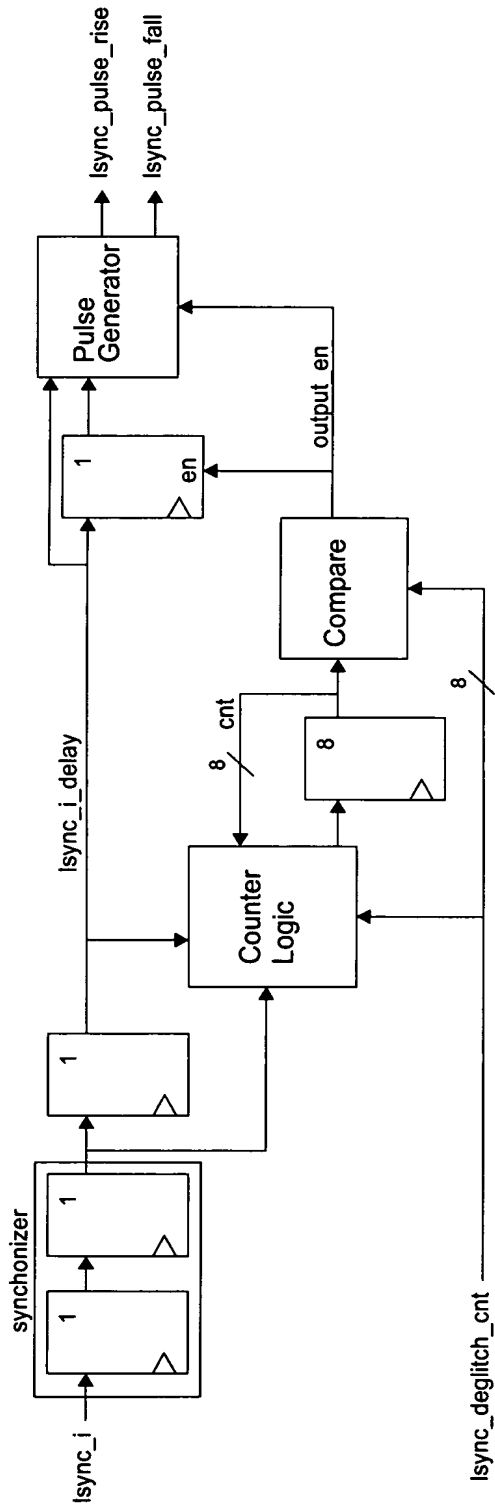 synchonizer
lsync_i
1
1
1
lsync_i_delay
Counter
Logic
8
cnt
8
Compare
1
en
output_en
Pulse
Generator
lsync_pulse_rise
lsync_pulse_fall
8
lsync_deglitch_cnt